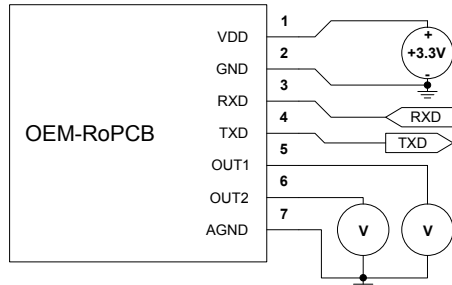 1
VDD
2
GND
3
RXD
4
TXD
5
OUT1
6
OUT2
7
AGND
OEM-RoPCB
+
+3.3V
-
RXD
TXD
V
V